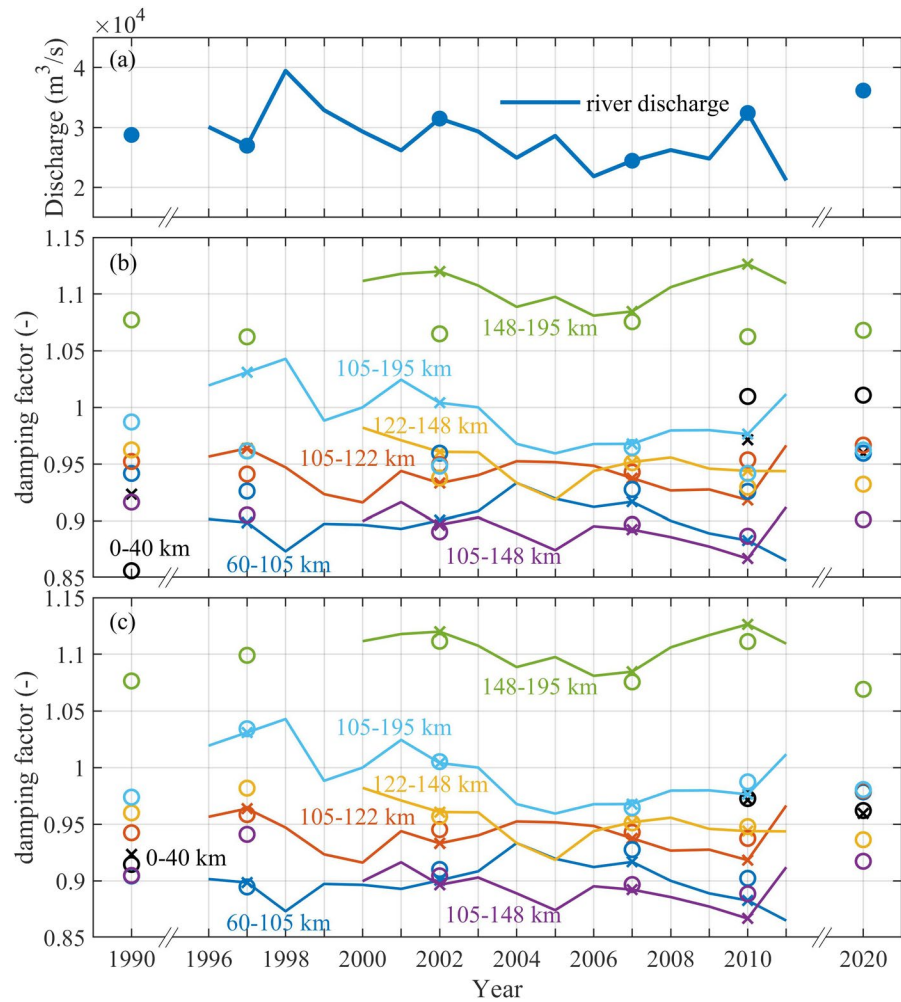 ×10⁴
(a)
Discharge (m³/s)
4
3
2
river discharge
(b)
damping factor (-)
1.15
1.1
1.05
1
0.95
0.9
0.85
148-195 km
105-195 km
122-148 km
105-122 km
0-40 km
60-105 km
105-148 km
(c)
damping factor (-)
1.15
1.1
1.05
1
0.95
0.9
0.85
148-195 km
105-195 km
122-148 km
105-122 km
0-40 km
60-105 km
105-148 km
1990 1996 1998 2000 2002 2004 2006 2008 2010 2020
Year